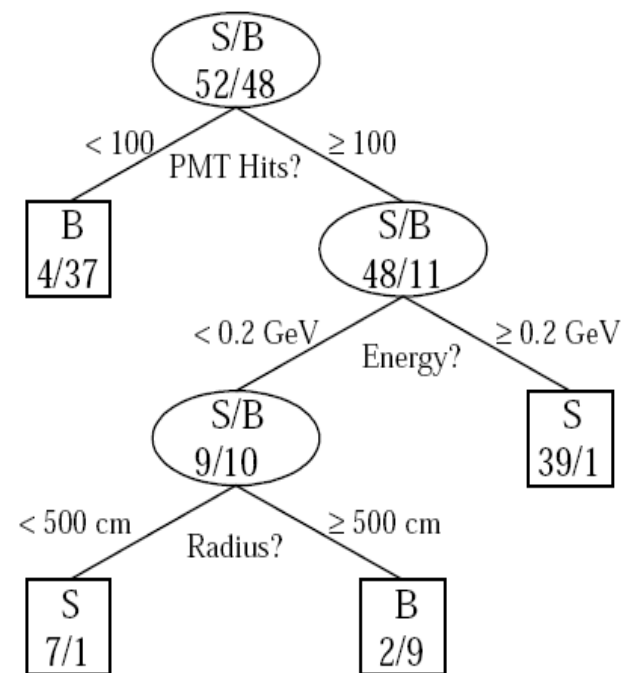 S/B
52/48
< 100
≥ 100
PMT Hits?
B
4/37
S/B
48/11
< 0.2 GeV
≥ 0.2 GeV
Energy?
S/B
9/10
S
39/1
< 500 cm
≥ 500 cm
Radius?
S
7/1
B
2/9